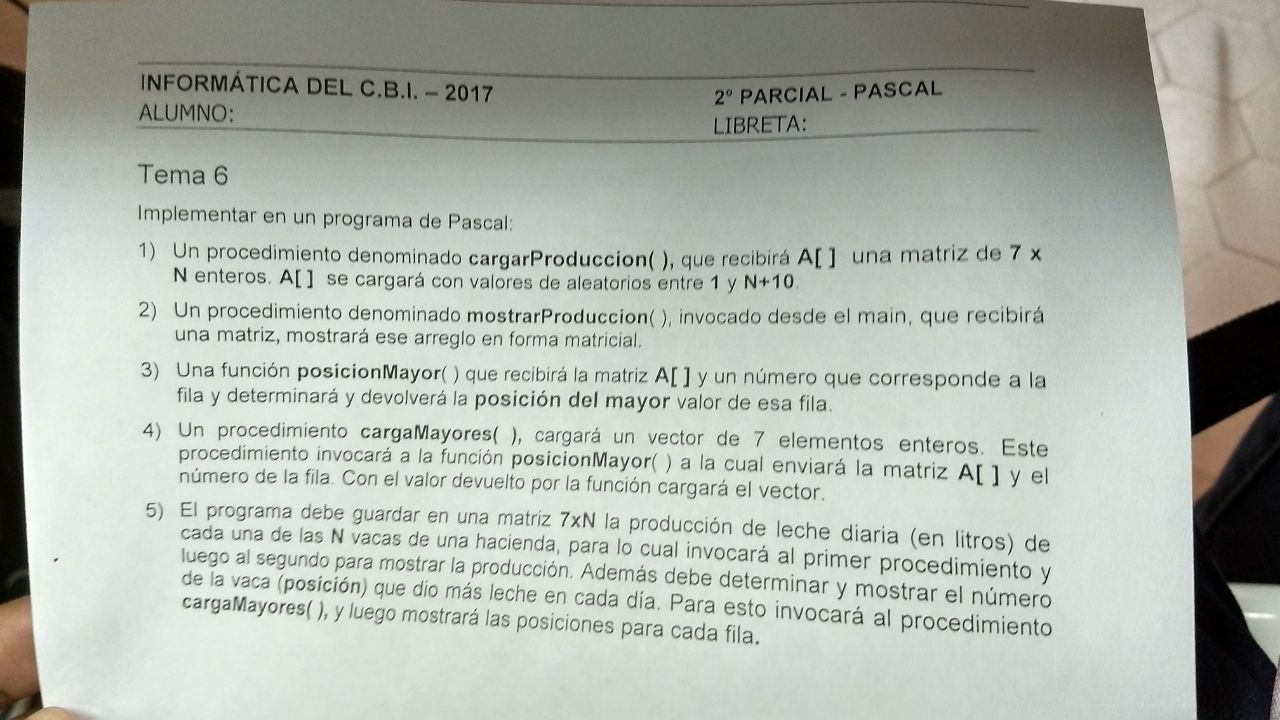 INFORMÁTICA DEL C.B.I. – 2017
2º PARCIAL - PASCAL
ALUMNO:
LIBRETA:
Tema 6
Implementar en un programa de Pascal:
1) Un procedimiento denominado cargarProduccion( ), que recibirá A[ ] una matriz de 7 x
N enteros. A[ ] se cargará con valores de aleatorios entre 1 y N+10.
2) Un procedimiento denominado mostrarProduccion( ), invocado desde el main, que recibirá
una matriz, mostrará ese arreglo en forma matricial.
3) Una función posicionMayor( ) que recibirá la matriz A[ ] y un número que corresponde a la
fila y determinará y devolverá la posición del mayor valor de esa fila.
4) Un procedimiento cargaMayores( ), cargará un vector de 7 elementos enteros. Este
procedimiento invocará a la función posicionMayor( ) a la cual enviará la matriz A[ ] y el
número de la fila. Con el valor devuelto por la función cargará el vector.
5) El programa debe guardar en una matriz 7xN la producción de leche diaria (en litros) de
cada una de las N vacas de una hacienda, para lo cual invocará al primer procedimiento y
luego al segundo para mostrar la producción. Además debe determinar y mostrar el número
de la vaca (posición) que dio más leche en cada día. Para esto invocará al procedimiento
cargaMayores( ), y luego mostrará las posiciones para cada fila.